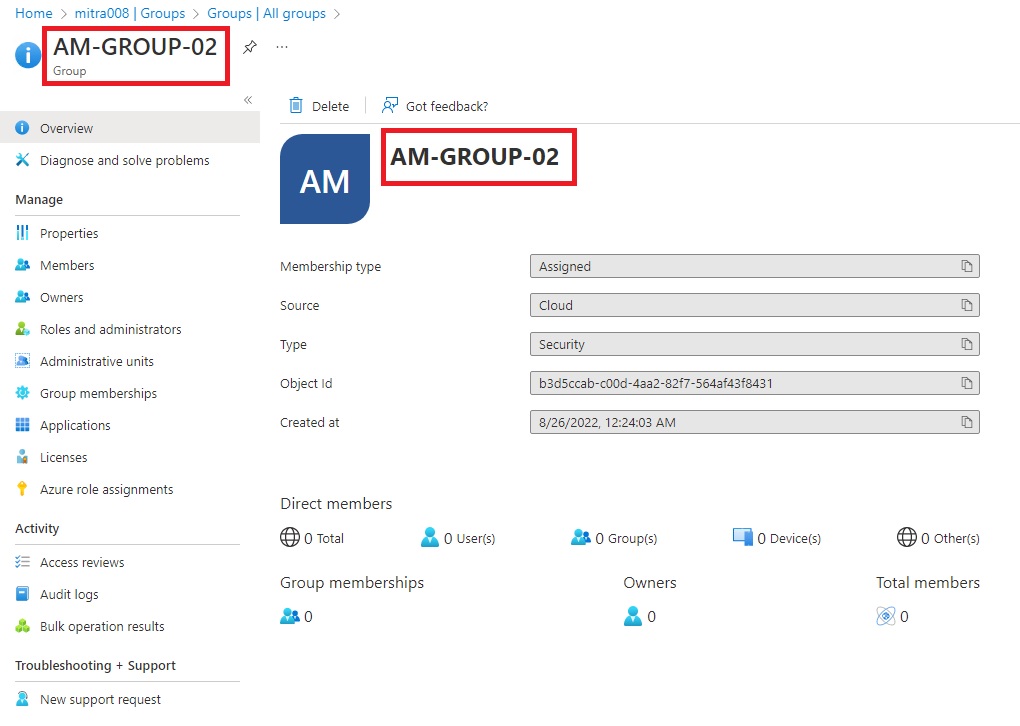 Home > mitra008 | Groups > Groups | All groups >
AM-GROUP-02
Group
...
«
Delete
Got feedback?
Overview
Diagnose and solve problems
Manage
Properties
Members
Owners
Roles and administrators
Administrative units
Group memberships
Applications
Licenses
Azure role assignments
Activity
Access reviews
Audit logs
Bulk operation results
Troubleshooting + Support
New support request
AM
AM-GROUP-02
Membership type Assigned
Source Cloud
Type Security
Object Id b3d5ccab-c00d-4aa2-82f7-564af43f8431
Created at 8/26/2022, 12:24:03 AM
Direct members
0 Total 0 User(s) 0 Group(s) 0 Device(s) 0 Other(s)
Group memberships Owners Total members
0 0 0